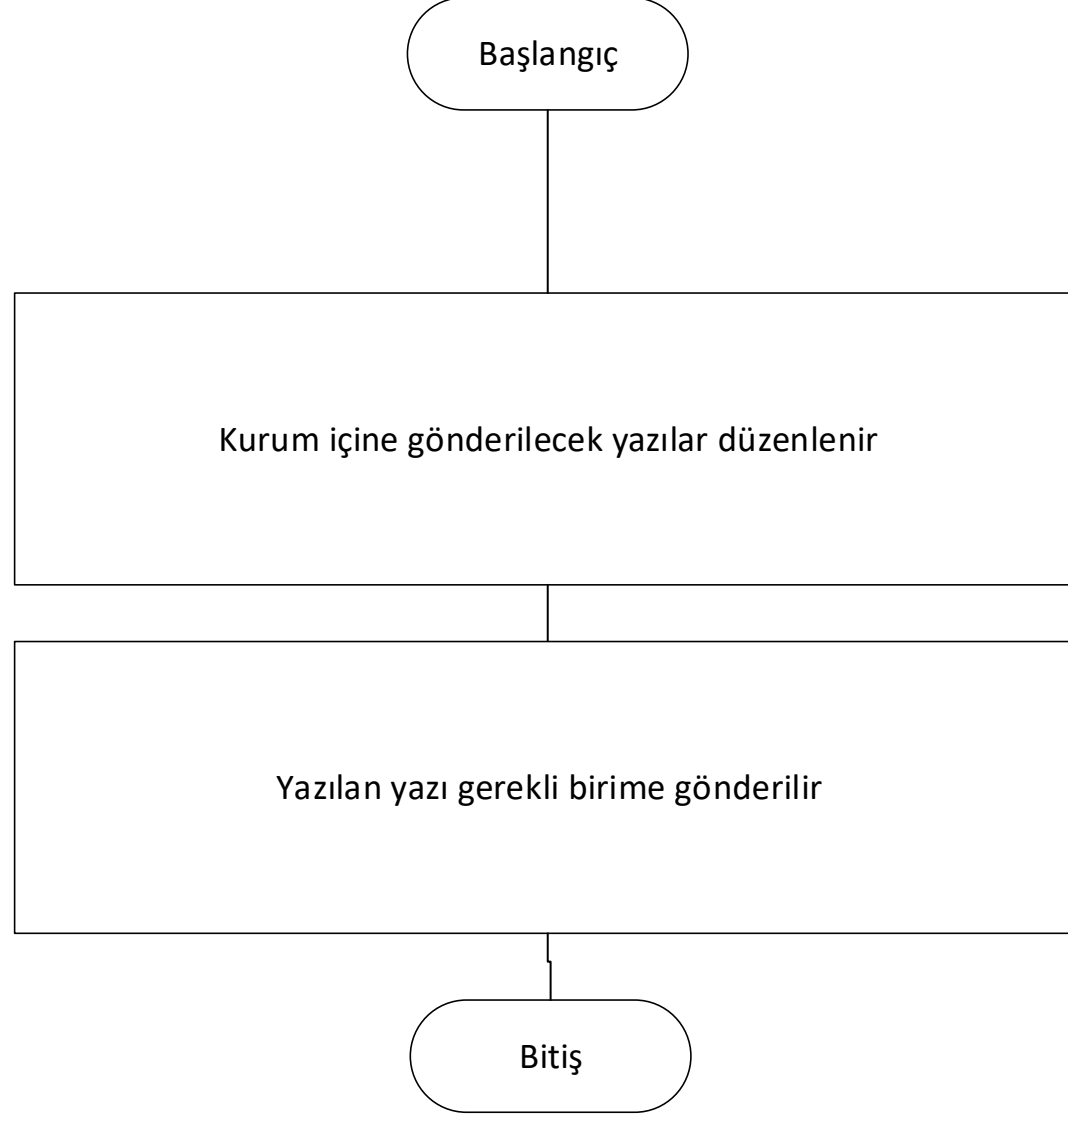 Başlangıç
Kurum içine gönderilecek yazılar düzenlenir
Yazılan yazı gerekli birime gönderilir
Bitiş